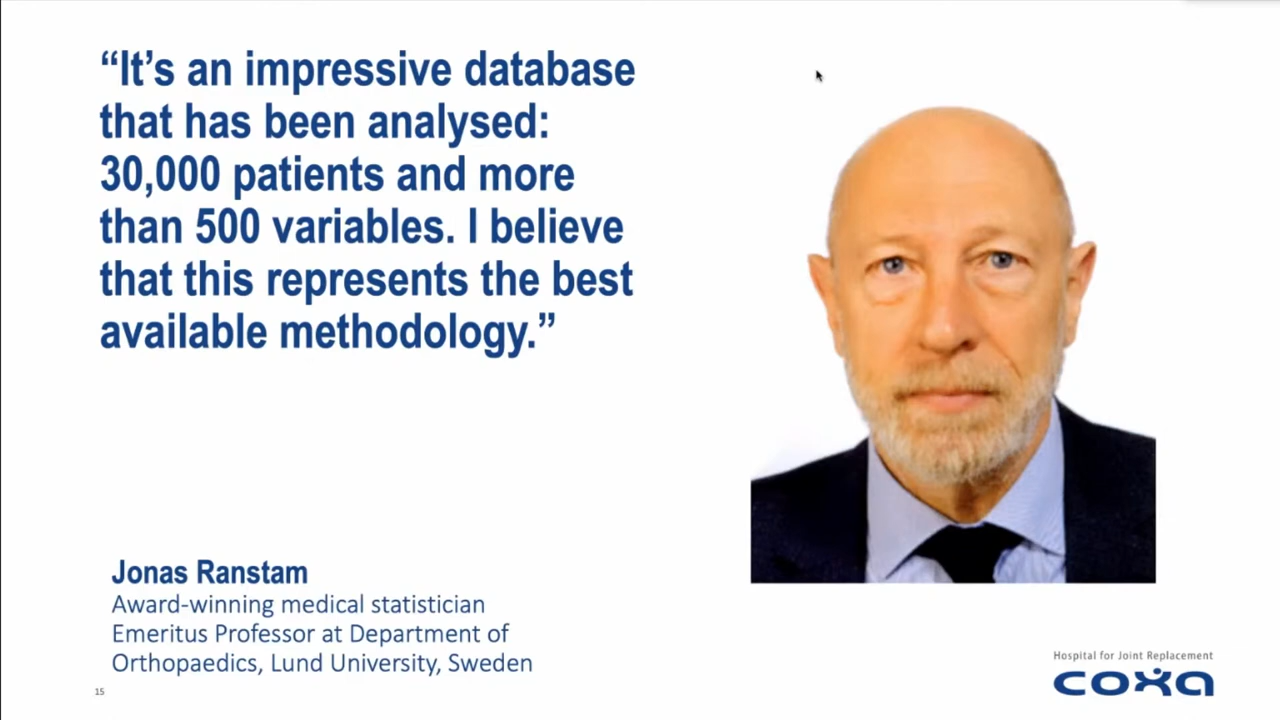 “It’s an impressive database
that has been analysed:
30,000 patients and more
than 500 variables. I believe
that this represents the best
available methodology.”
Jonas Ranstam
Award-winning medical statistician
Emeritus Professor at Department of
Orthopaedics, Lund University, Sweden
15
Hospital for Joint Replacement
coxa